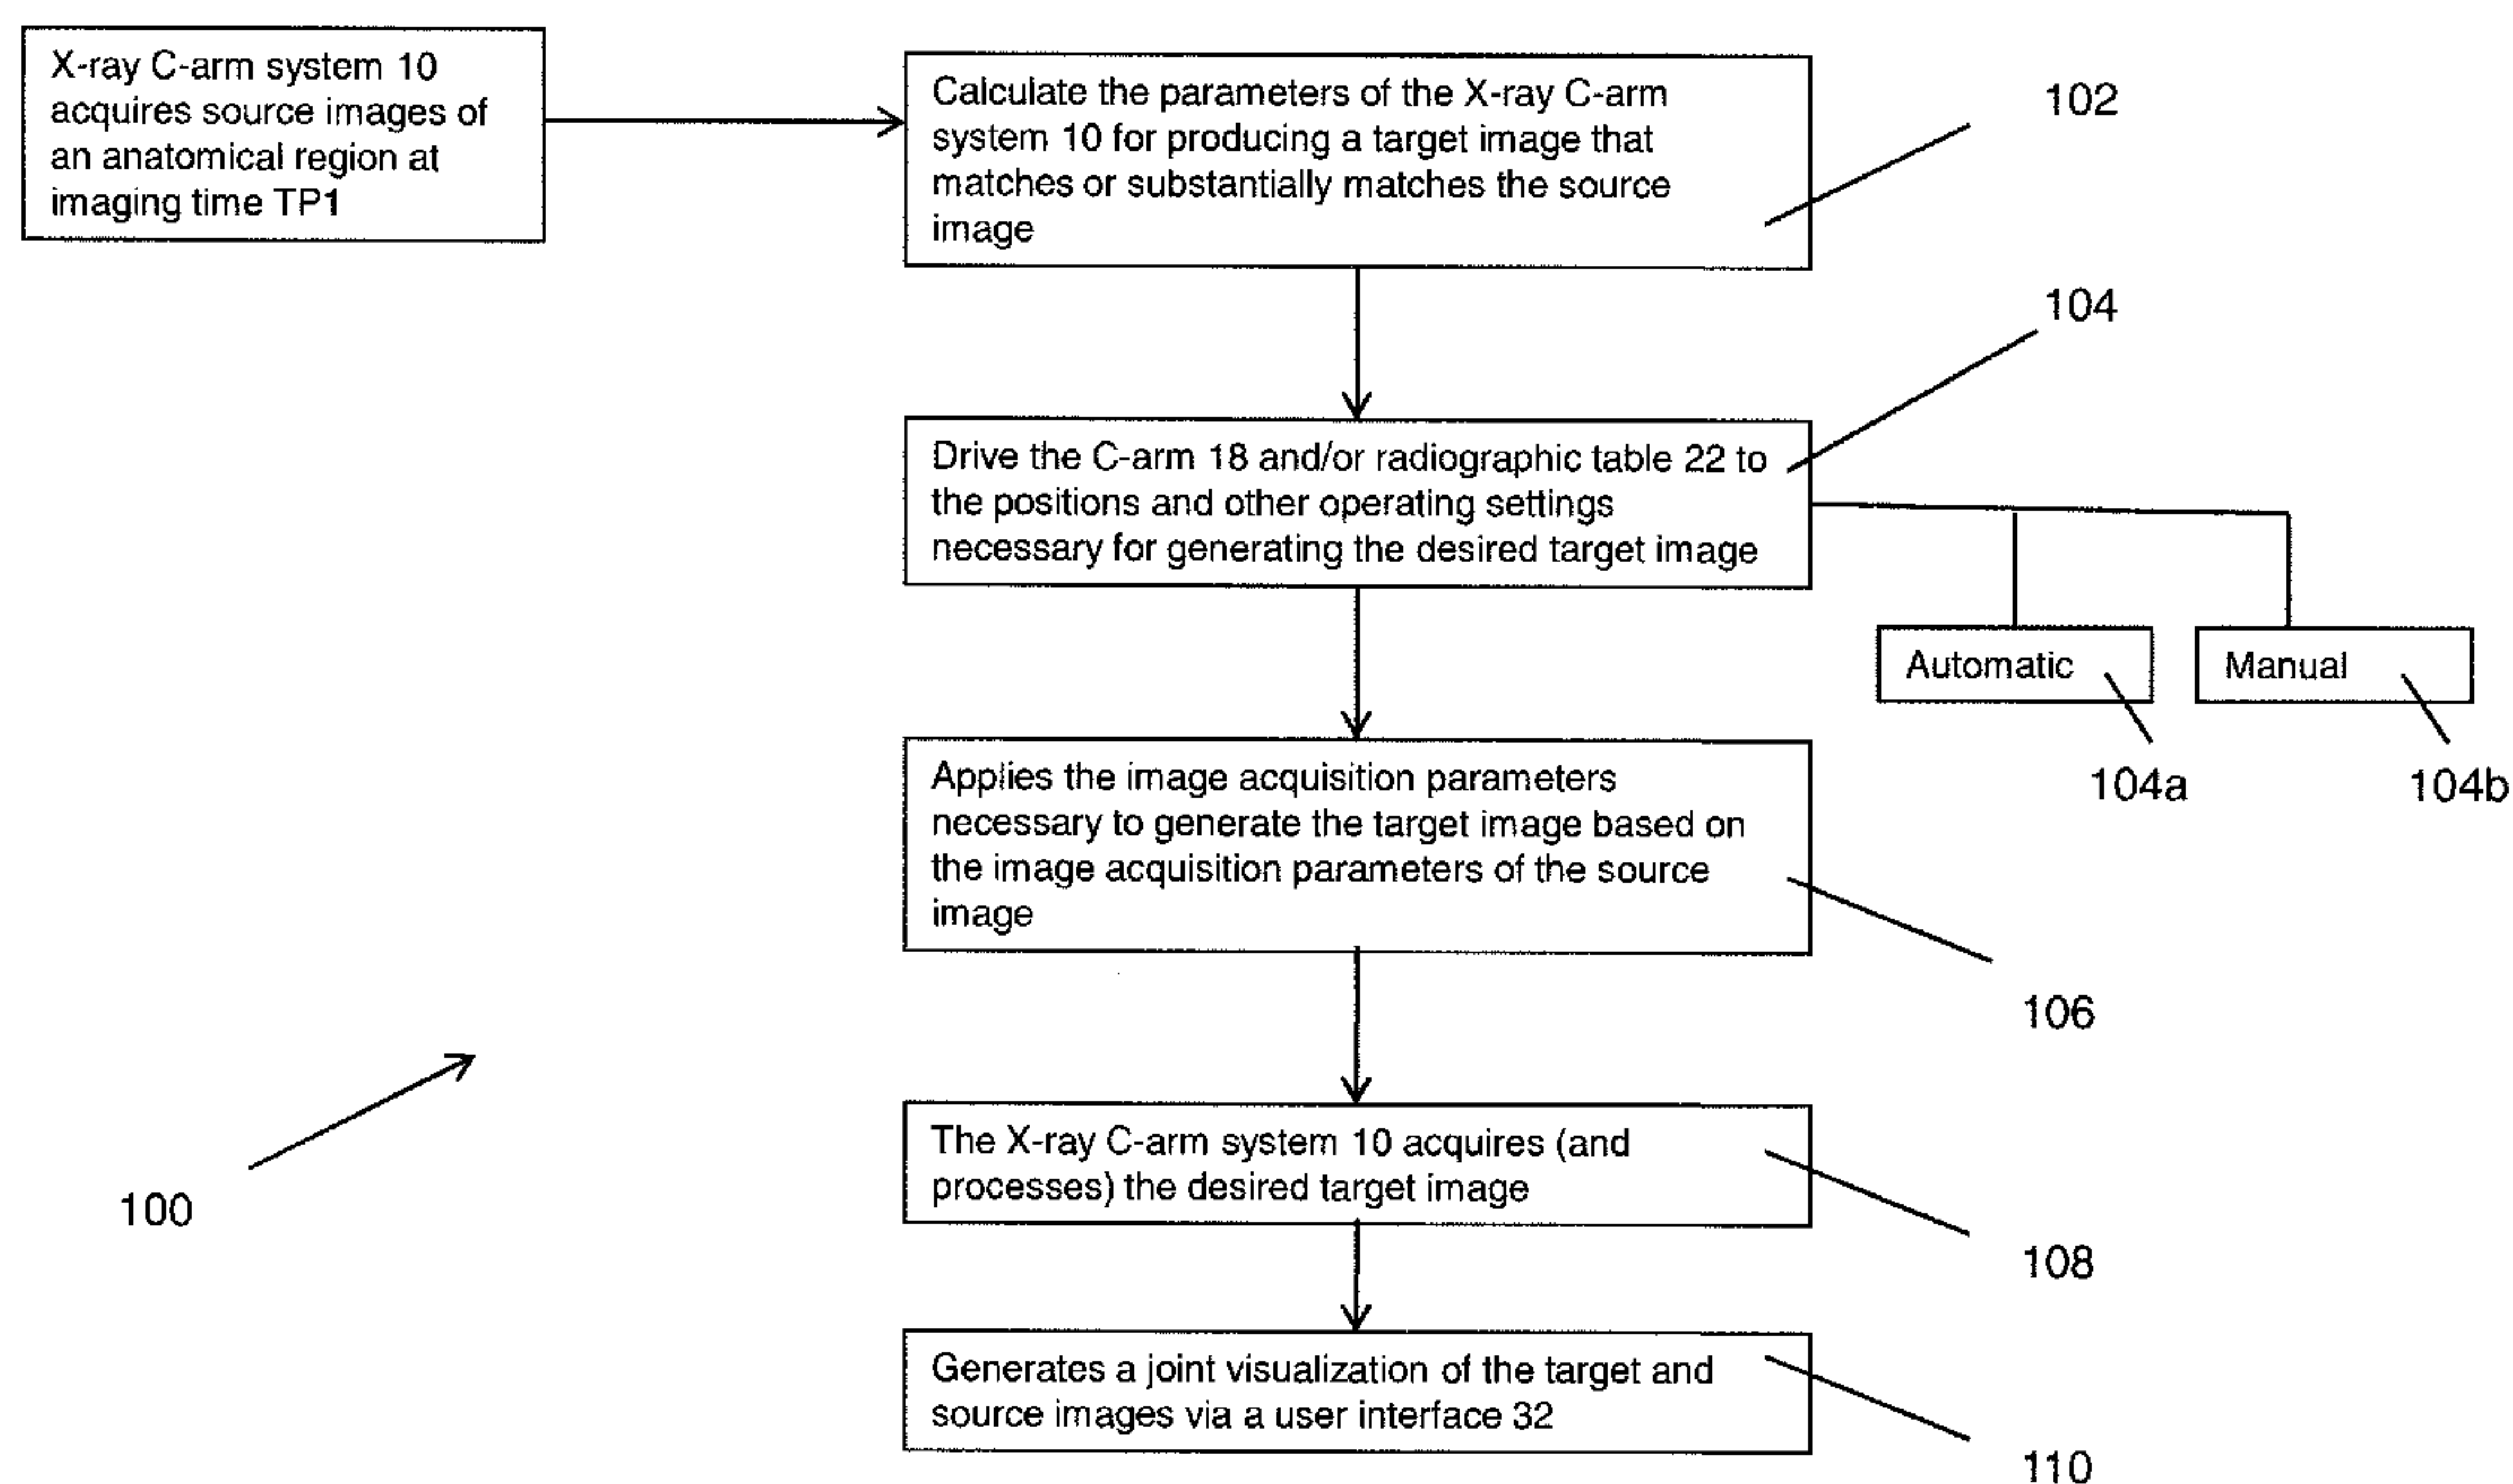 X-ray C-arm system 10
acquires source images of
an anatomical region at
imaging time TP1
Calculate the parameters of the X-ray C-arm
system 10 for producing a target image that
matches or substantially matches the source
image
102
104
Drive the C-arm 18 and/or radiographic table 22 to
the positions and other operating settings
necessary for generating the desired target image
Automatic
Manual
104a
104b
Applies the image acquisition parameters
necessary to generate the target image based on
the image acquisition parameters of the source
image
106
The X-ray C-arm system 10 acquires (and
processes) the desired target image
100
108
Generates a joint visualization of the target and
source images via a user interface 32
110